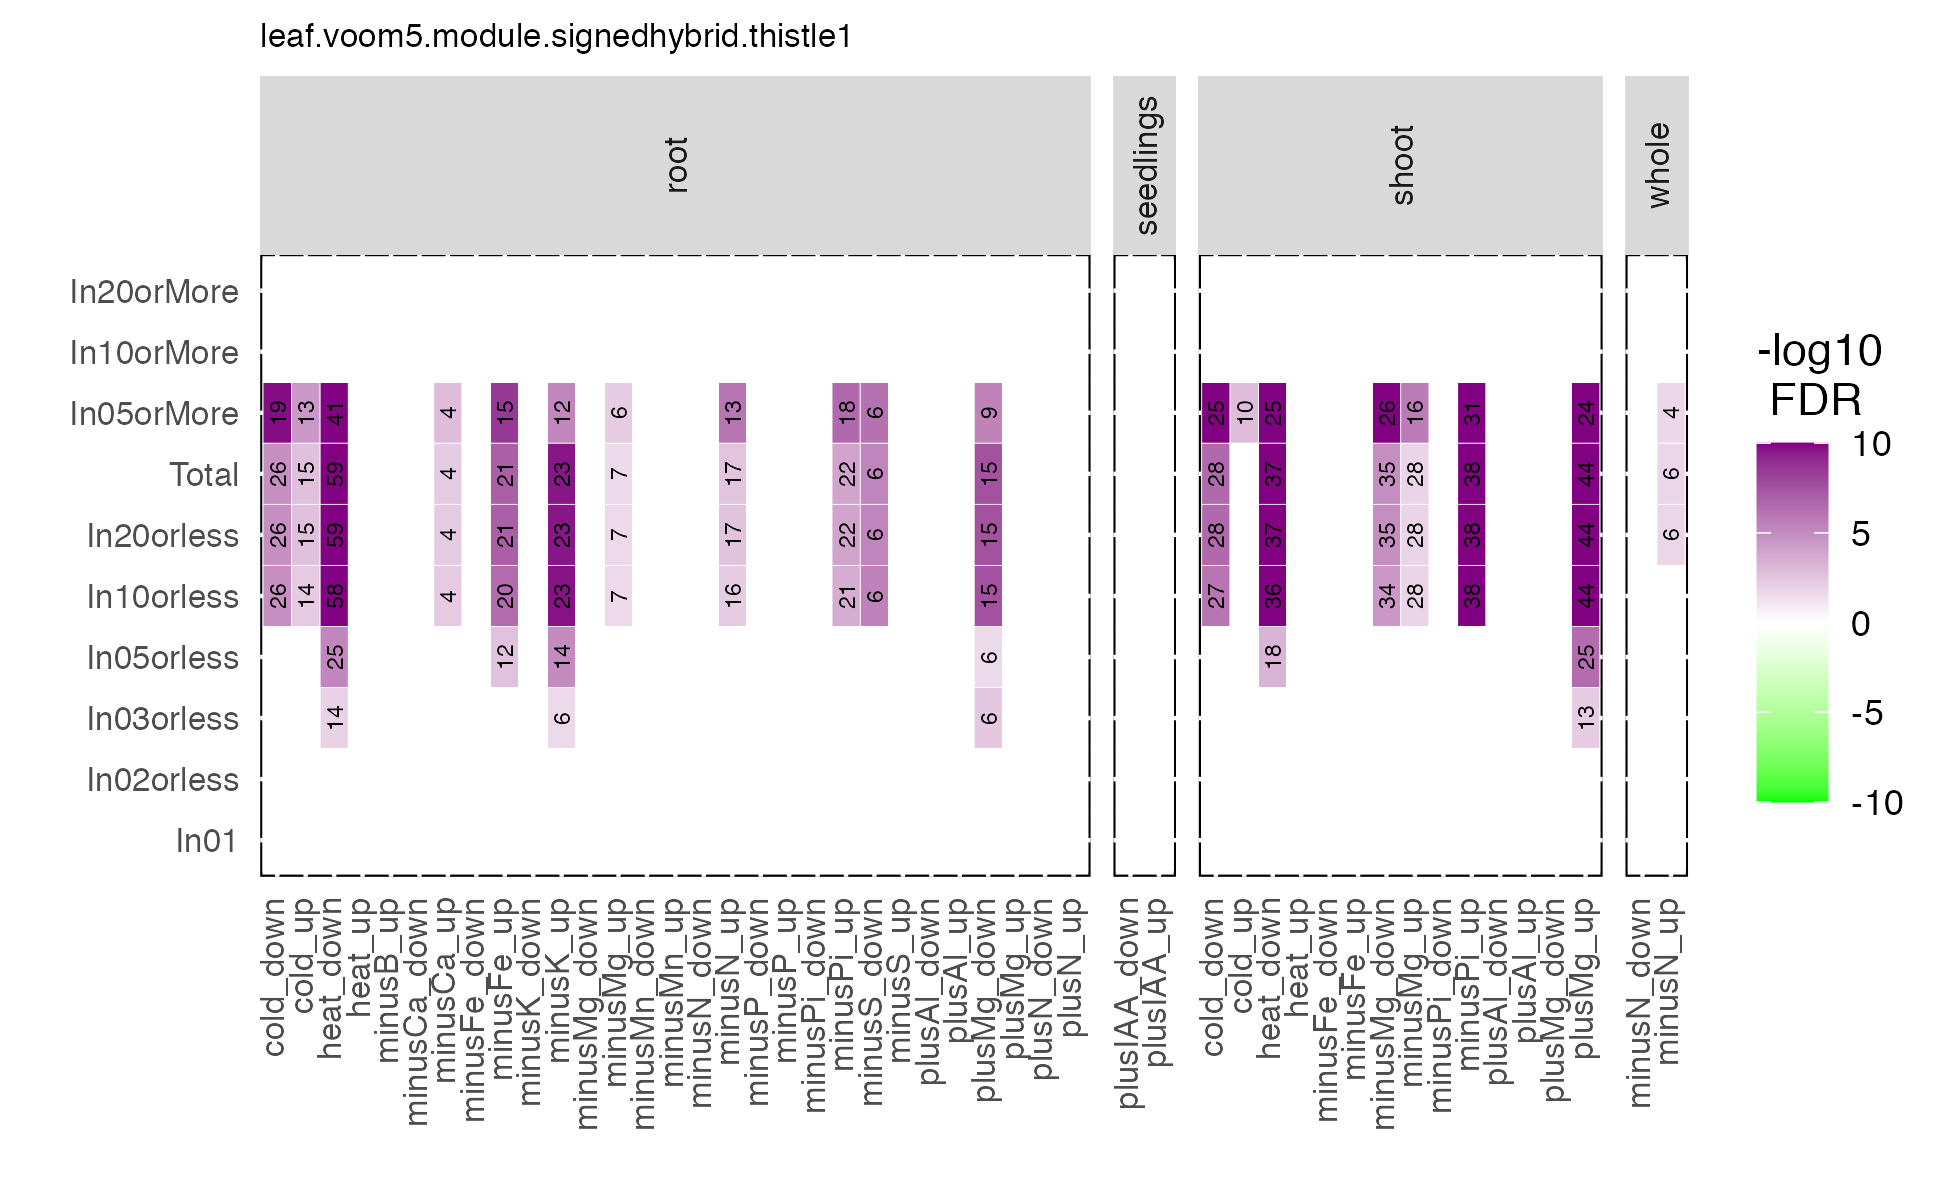 leaf.voom5.module.signedhybrid.thistle1
root
seedlings
shoot
whole
In20orMore
In10orMore
In05orMore 19 13 41 4 15 12 6 13 18 6 9 25 10 25 26 16 31 24 4
Total 26 15 59 4 21 23 7 17 22 6 15 28 37 35 28 38 44 6
In20orless 26 15 59 4 21 23 7 17 22 6 15 28 37 35 28 38 44 6
In10orless 26 14 58 4 20 23 7 16 21 6 15 27 36 34 28 38 44
In05orless 25 12 14 6 18 25
In03orless 14 6 6 13
In02orless
In01
cold_down
cold_up
heat_down
heat_up
minusB_up
minusCa_down
minusCa_up
minusFe_down
minusFe_up
minusK_down
minusK_up
minusMg_down
minusMg_up
minusMn_down
minusMn_up
minusN_down
minusN_up
minusP_down
minusP_up
minusPi_down
minusPi_up
minusS_down
minusS_up
plusAl_down
plusAl_up
plusMg_down
plusMg_up
plusN_down
plusN_up
plusIAA_down
plusIAA_up
cold_down
cold_up
heat_down
heat_up
minusFe_down
minusFe_up
minusMg_down
minusMg_up
minusPi_down
minusPi_up
plusAl_down
plusAl_up
plusMg_down
plusMg_up
minusN_down
minusN_up
-log10
FDR
10
5
0
-5
-10